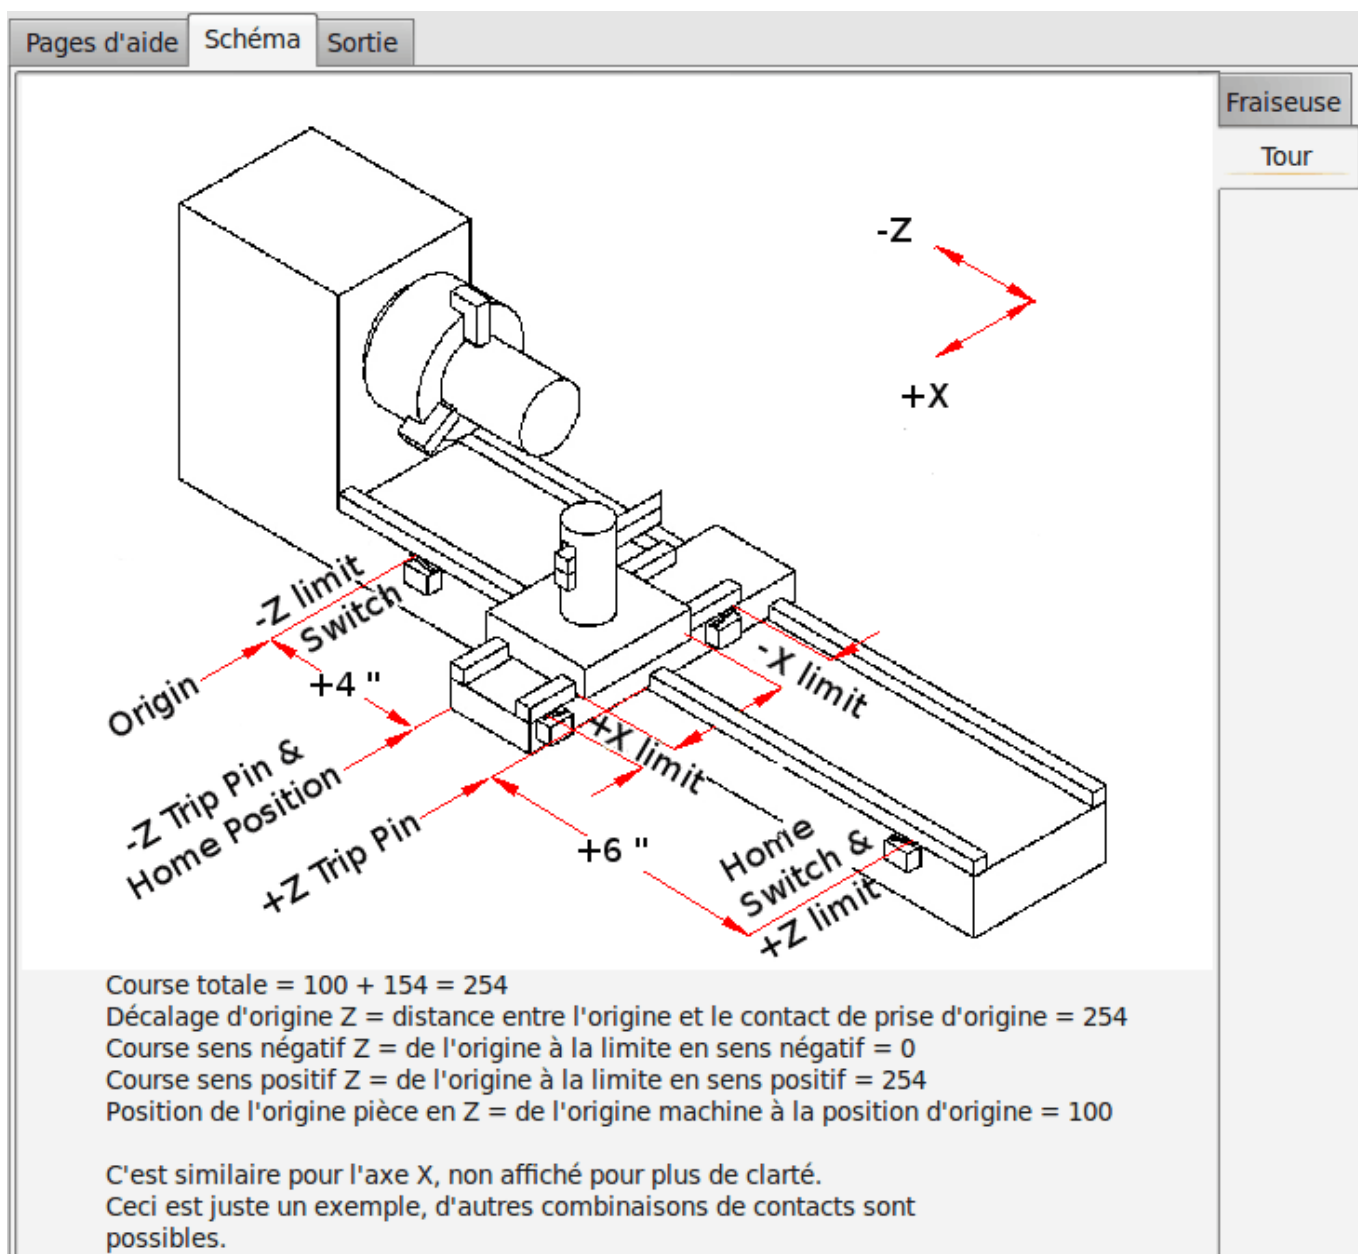 Pages d'aide Schéma Sortie
Fraiseuse
Tour
-Z
+X
-Z limit
Switch
Origin
+4 "
-X limit
+X limit
-Z Trip Pin &
Home Position
+Z Trip Pin
+6 "
Home
Switch &
+Z limit
Course totale = 100 + 154 = 254
Décalage d'origine Z = distance entre l'origine et le contact de prise d'origine = 254
Course sens négatif Z = de l'origine à la limite en sens négatif = 0
Course sens positif Z = de l'origine à la limite en sens positif = 254
Position de l'origine pièce en Z = de l'origine machine à la position d'origine = 100
C'est similaire pour l'axe X, non affiché pour plus de clarté.
Ceci est juste un exemple, d'autres combinaisons de contacts sont
possibles.